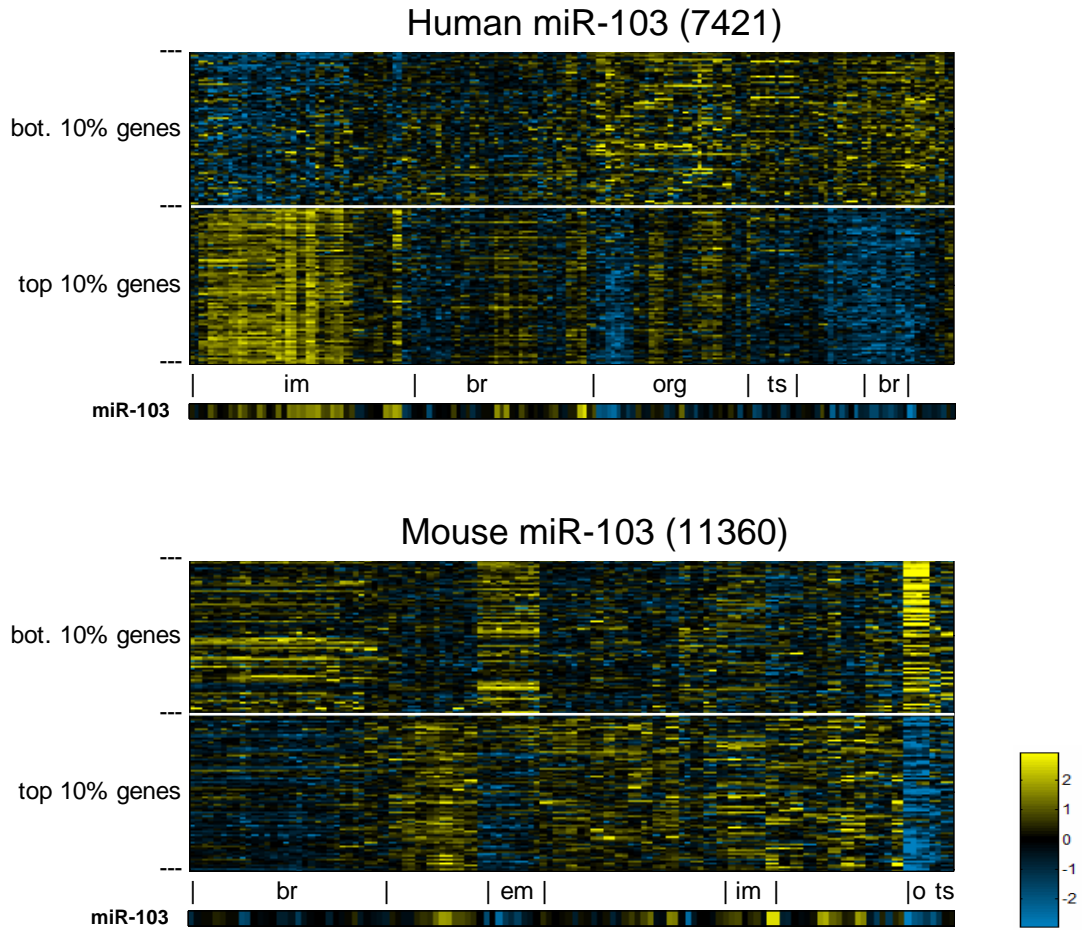 Human miR-103 (7421)
---
bot. 10% genes
---
top 10% genes
---
| im | br | org | ts | | br |
miR-103
Mouse miR-103 (11360)
---
bot. 10% genes
---
top 10% genes
---
| br | | em | | im | | o ts
miR-103
2
1
0
-1
-2